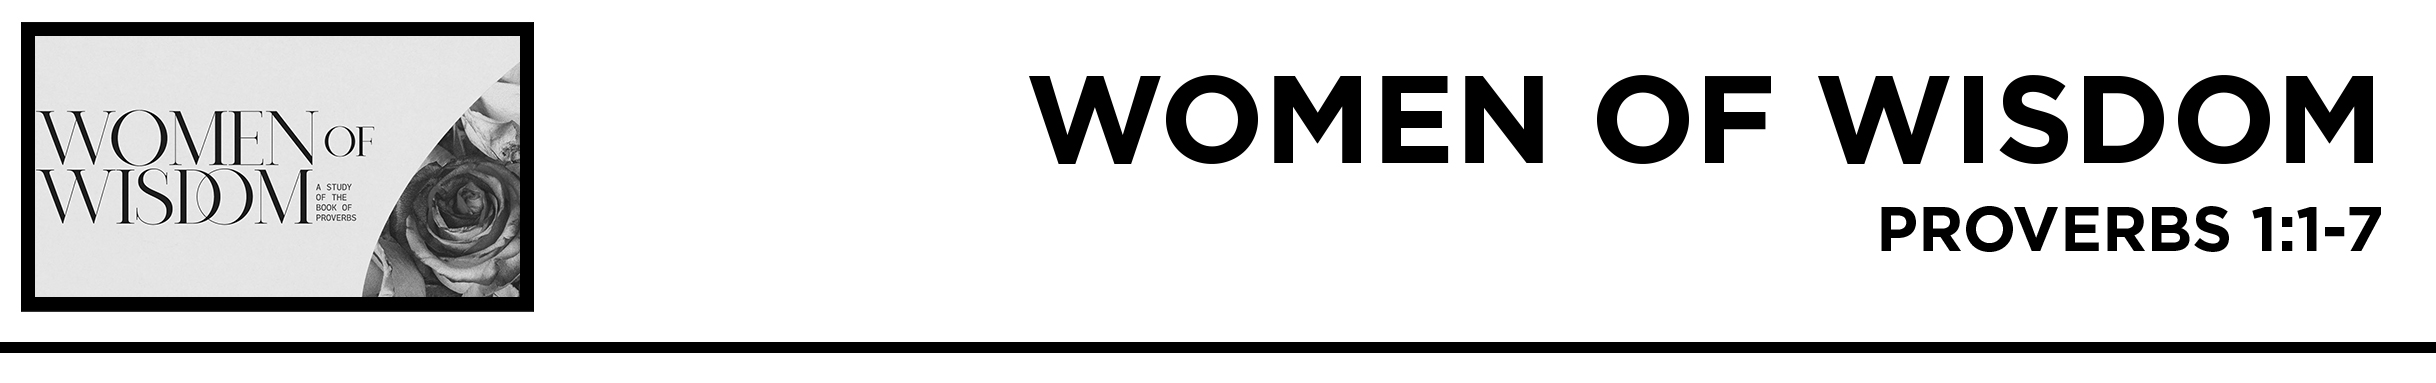 WOMEN OF
WISDOM
A STUDY
OF THE
BOOK OF
PROVERBS
WOMEN OF WISDOM
PROVERBS 1:1-7